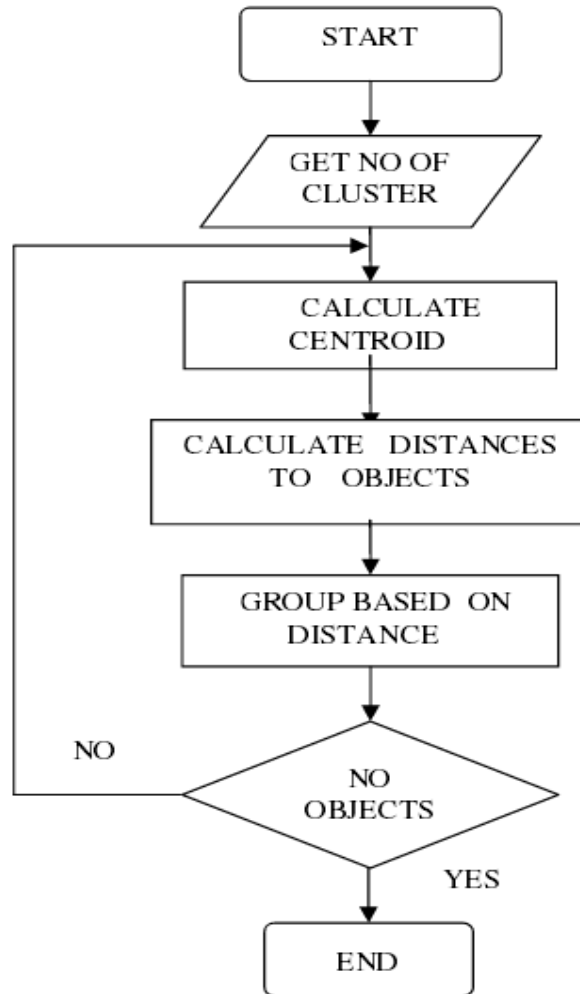 START
GET NO OF
CLUSTER
CALCULATE
CENTROID
CALCULATE DISTANCES
TO OBJECTS
GROUP BASED ON
DISTANCE
NO
NO
OBJECTS
YES
END